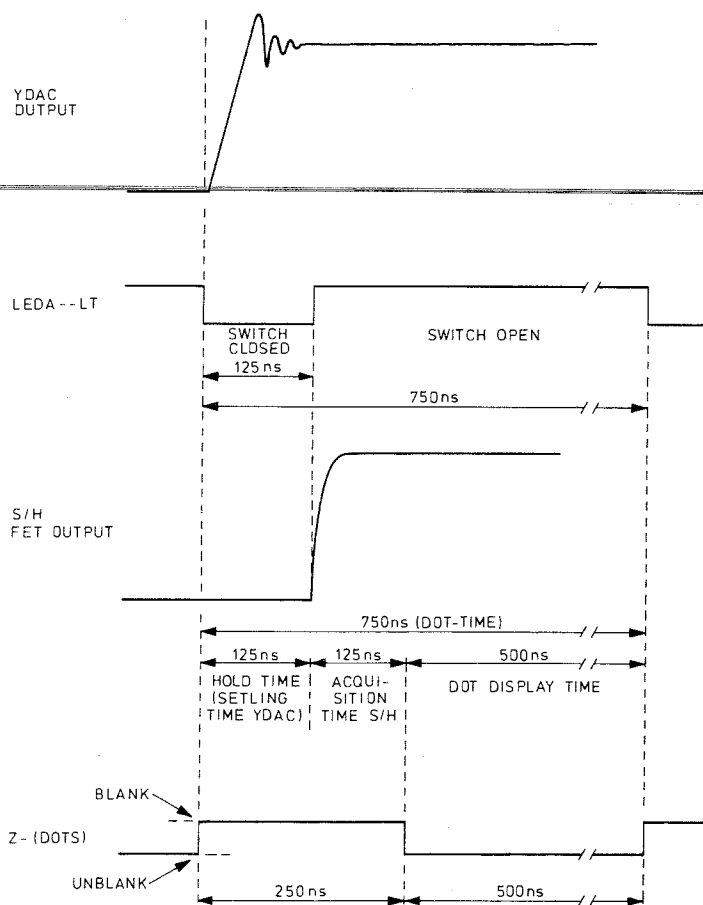 YDAC
DUTPUT
LEDA--LT
SWITCH
CLOSED
SWITCH OPEN
125ns
750ns
S/H
FET OUTPUT
750ns (DOT-TIME)
125ns
125ns
500ns
HOLD TIME
(SETLING
TIME YDAC)
ACQUI-
SITION
TIME S/H
DOT DISPLAY TIME
BLANK
Z-(DOTS)
UNBLANK
250ns
500ns